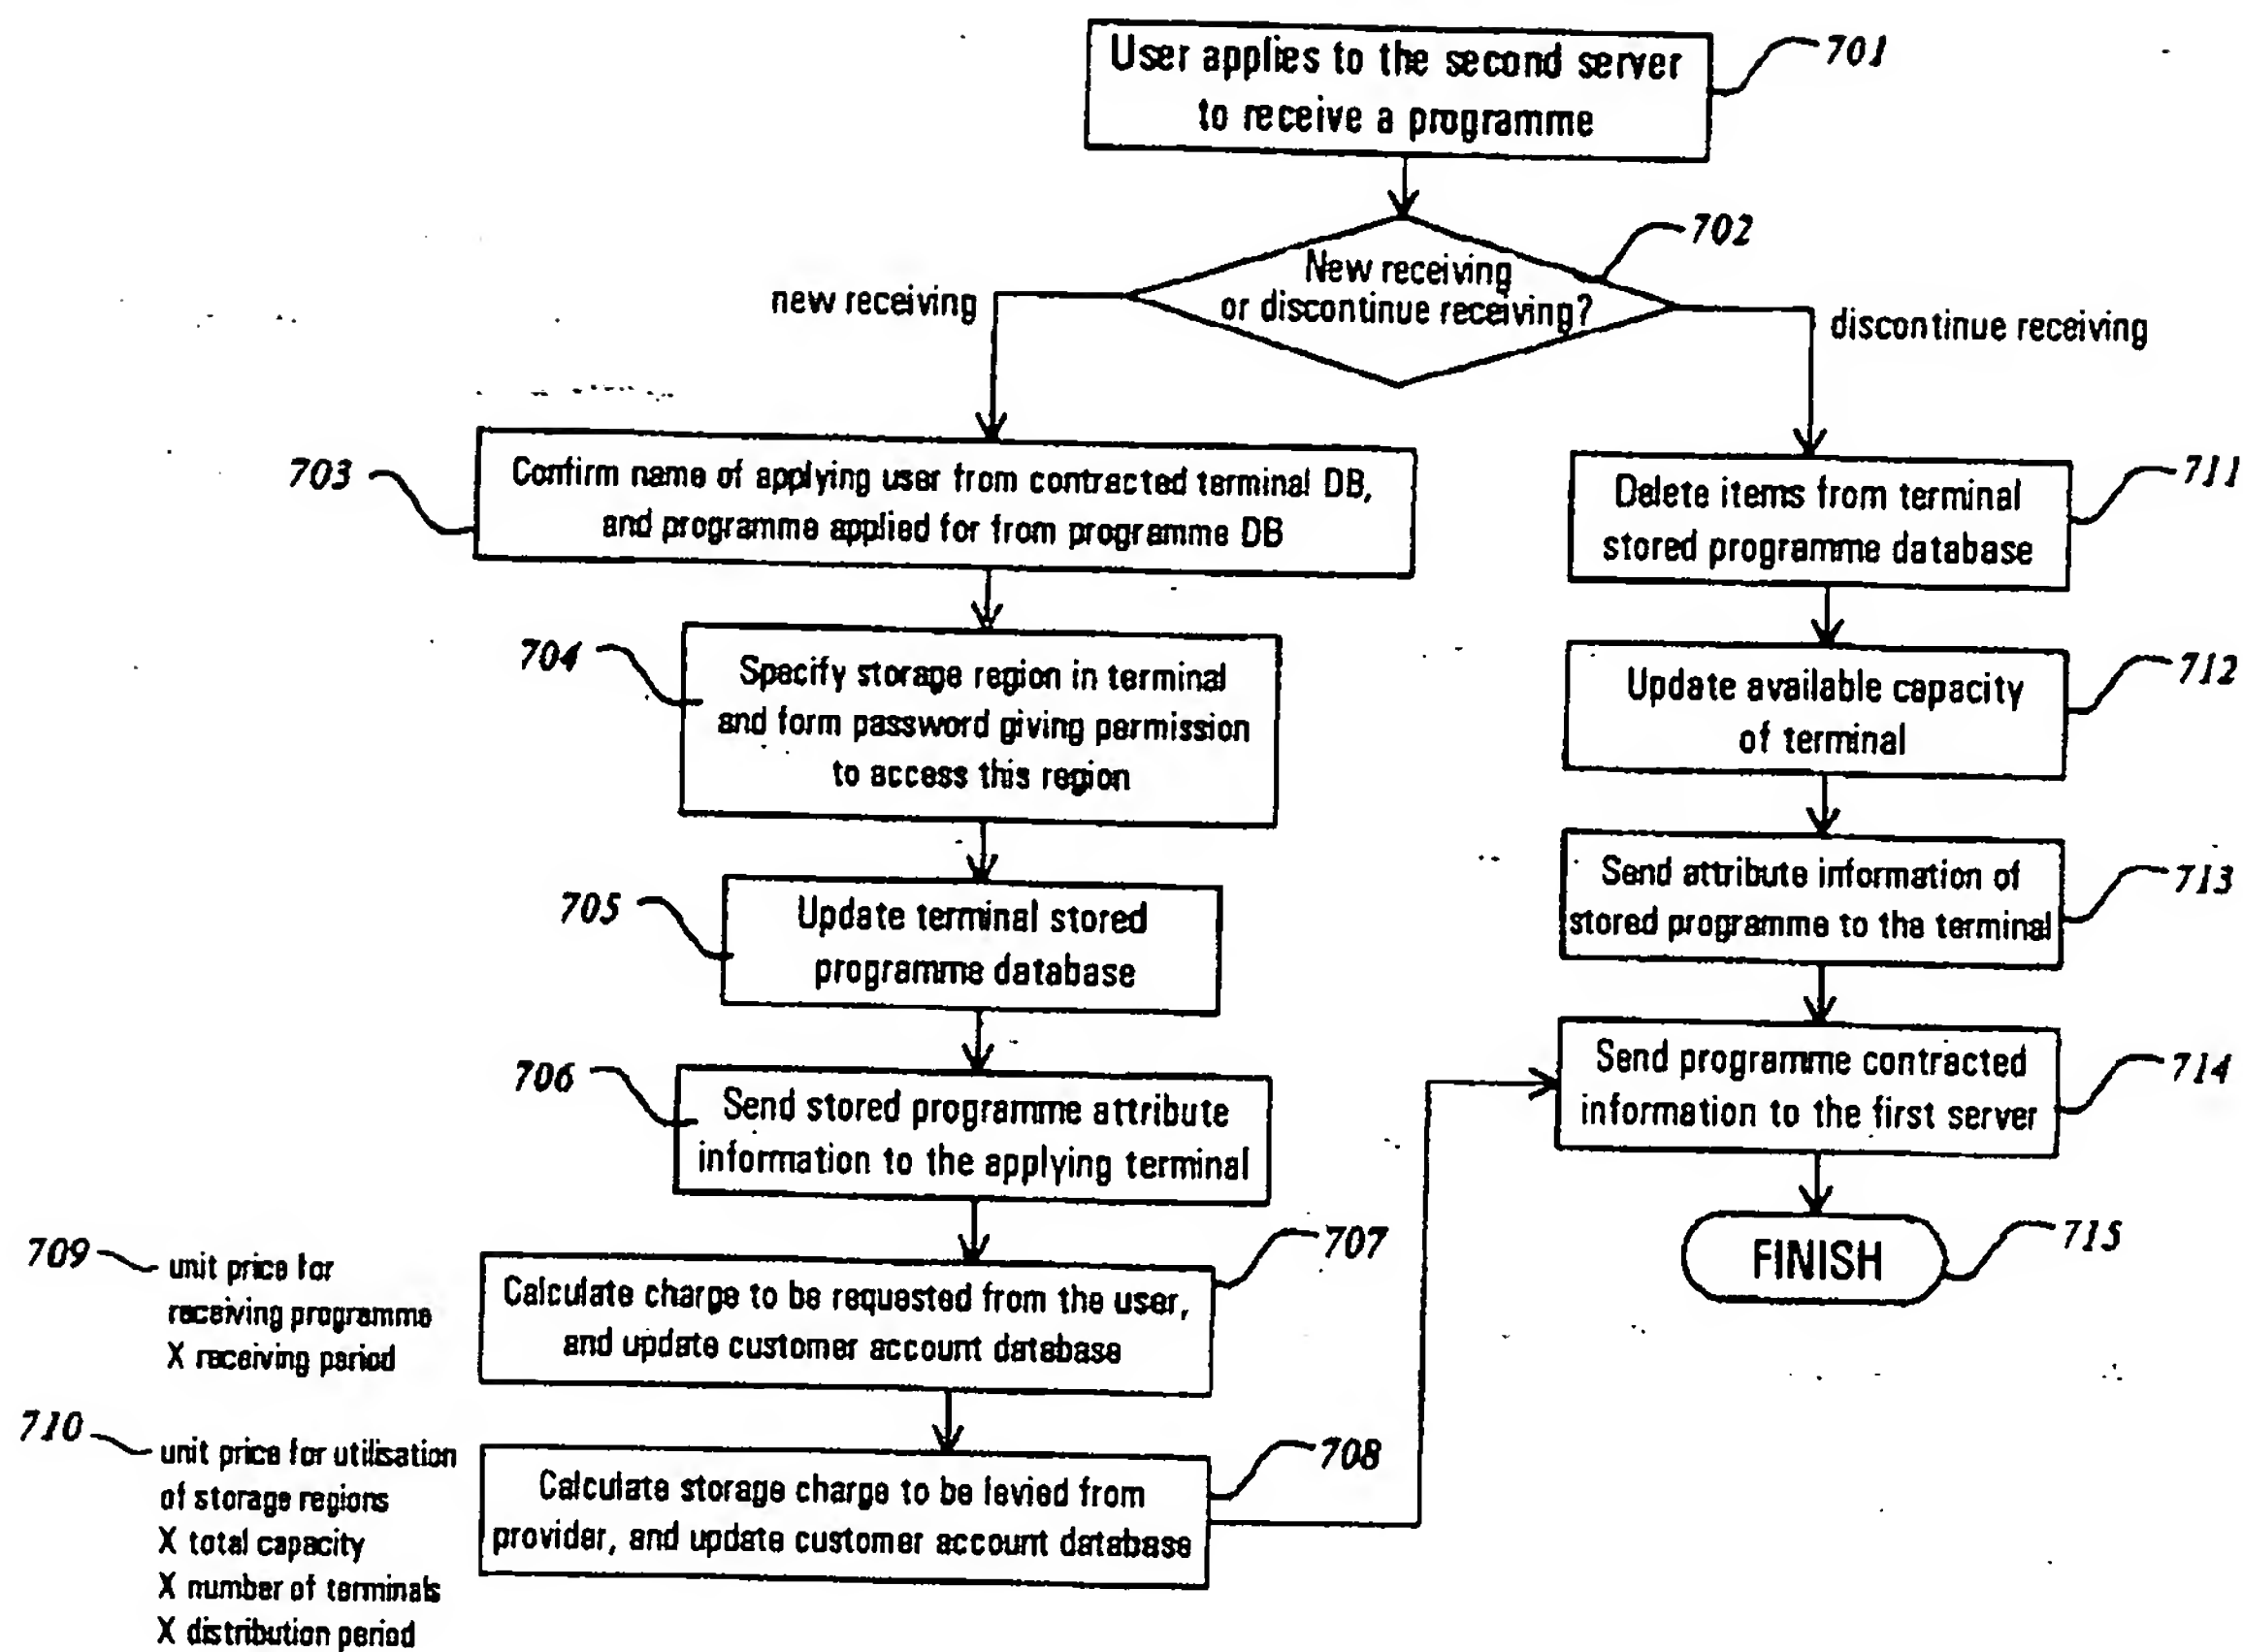 User applies to the second server
to receive a programme
701
New receiving
or discontinue receiving?
702
new receiving
discontinue receiving
703
Confirm name of applying user from contracted terminal DB,
and programme applied for from programme DB
704
Specify storage region in terminal
and form password giving permission
to access this region
705
Update terminal stored
programme database
706
Send stored programme attribute
information to the applying terminal
709
unit price for
receiving programme
X receiving period
Calculate charge to be requested from the user,
and update customer account database
707
710
unit price for utilisation
of storage regions
X total capacity
X number of terminals
X distribution period
Calculate storage charge to be levied from
provider, and update customer account database
708
Delete items from terminal
stored programme database
711
Update available capacity
of terminal
712
Send attribute information of
stored programme to the terminal
713
Send programme contracted
information to the first server
714
FINISH
715